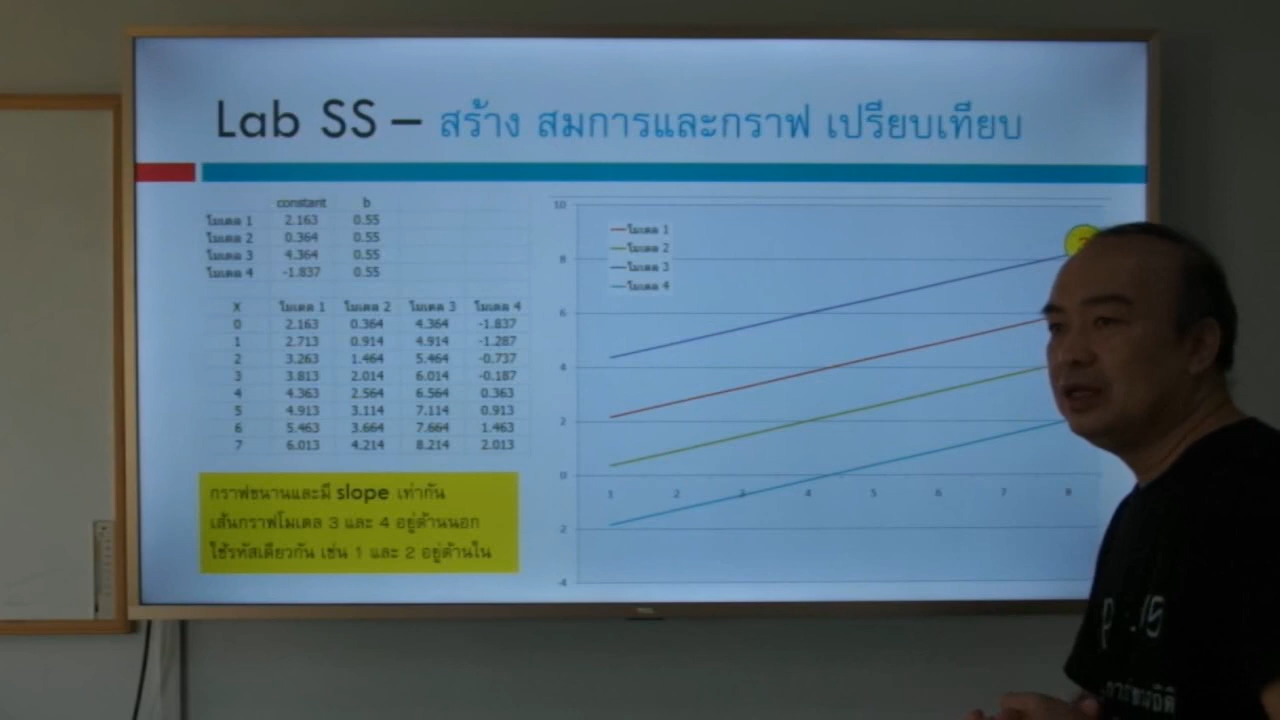 Lab SS – สร้าง สมการและกราฟ เปรียบเทียบ
constant b
โมเดล 1 2.163 0.55
โมเดล 2 0.364 0.55
โมเดล 3 4.364 0.55
โมเดล 4 -1.837 0.55
X โมเดล 1 โมเดล 2 โมเดล 3 โมเดล 4
0 2.163 0.364 4.364 -1.837
1 2.713 0.914 4.914 -1.287
2 3.263 1.464 5.464 -0.737
3 3.813 2.014 6.014 -0.187
4 4.363 2.564 6.564 0.363
5 4.913 3.114 7.114 0.913
6 5.463 3.664 7.664 1.463
7 6.013 4.214 8.214 2.013
กราฟขนานและมี slope เท่ากัน
เส้นกราฟโมเดล 3 และ 4 อยู่ด้านนอก
ใช้รหัสเดียวกัน เช่น 1 และ 2 อยู่ด้านใน
10
8
6
4
2
0
2
-4
โมเดล 1
โมเดล 2
โมเดล 3
โมเดล 4
1 2 3 4 5 6 7 8